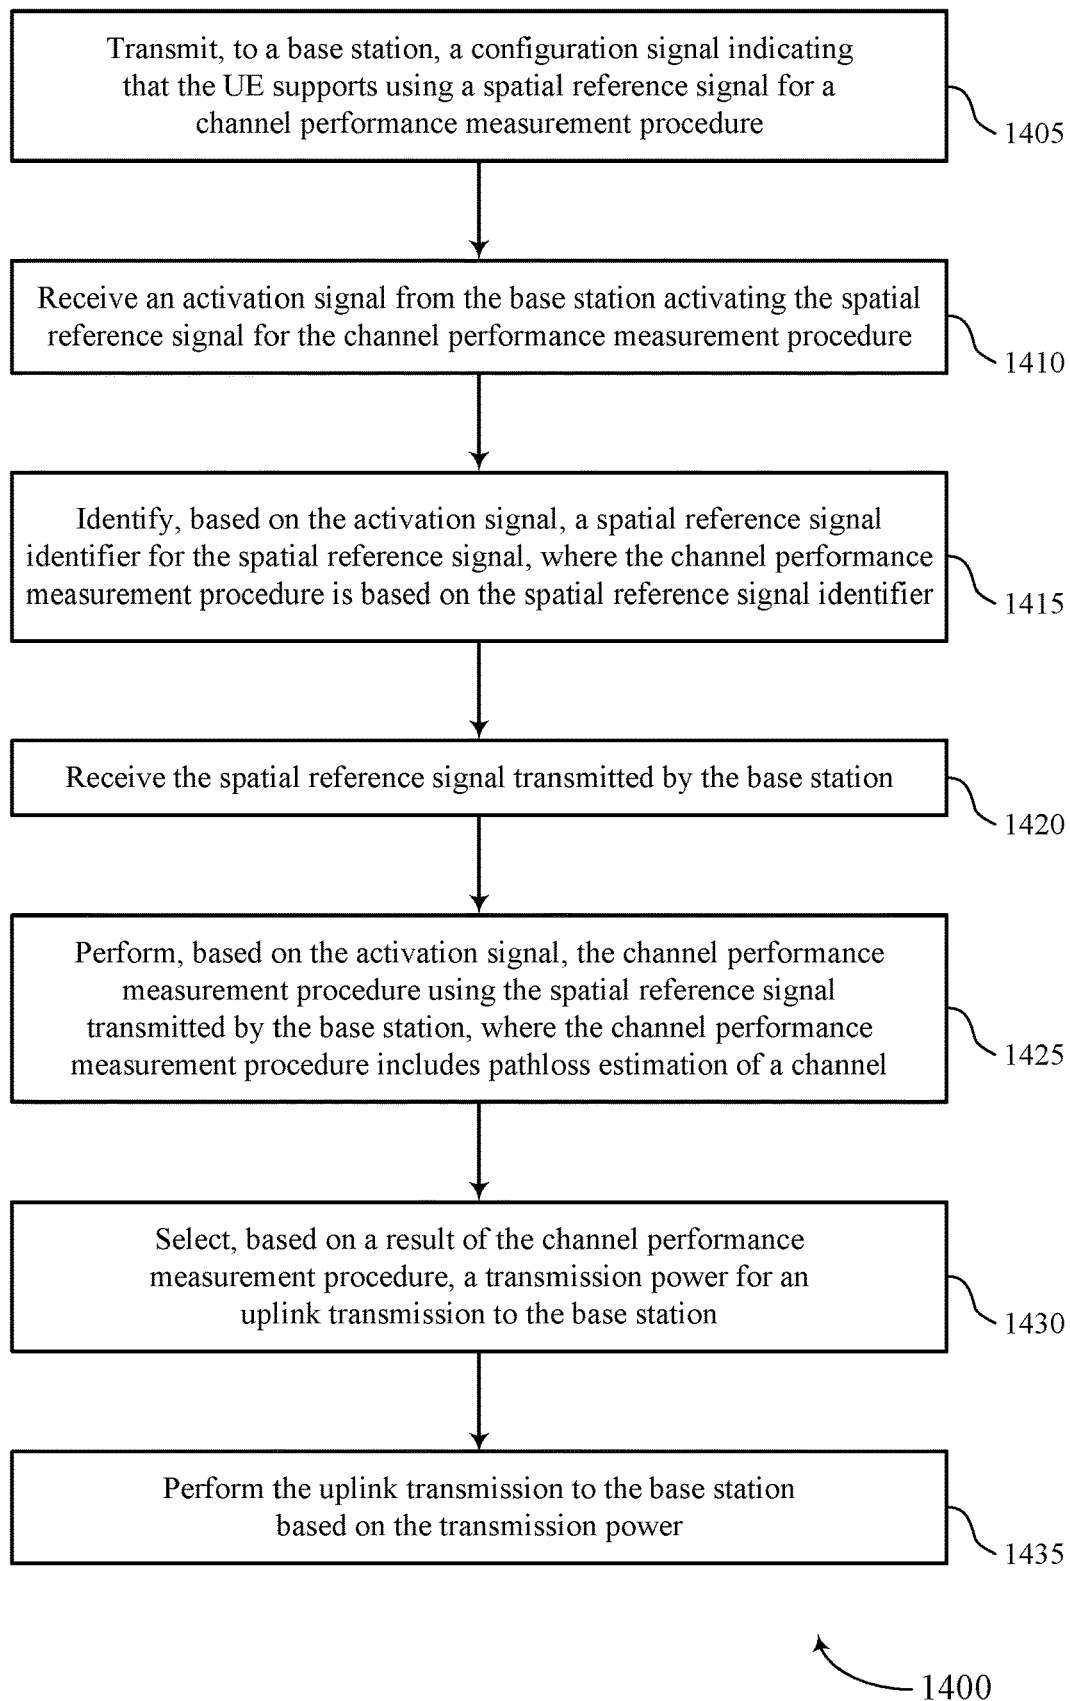 Transmit, to a base station, a configuration signal indicating
that the UE supports using a spatial reference signal for a
channel performance measurement procedure
1405
Receive an activation signal from the base station activating the spatial
reference signal for the channel performance measurement procedure
1410
Identify, based on the activation signal, a spatial reference signal
identifier for the spatial reference signal, where the channel performance
measurement procedure is based on the spatial reference signal identifier
1415
Receive the spatial reference signal transmitted by the base station
1420
Perform, based on the activation signal, the channel performance
measurement procedure using the spatial reference signal
transmitted by the base station, where the channel performance
measurement procedure includes pathloss estimation of a channel
1425
Select, based on a result of the channel performance
measurement procedure, a transmission power for an
uplink transmission to the base station
1430
Perform the uplink transmission to the base station
based on the transmission power
1435
1400